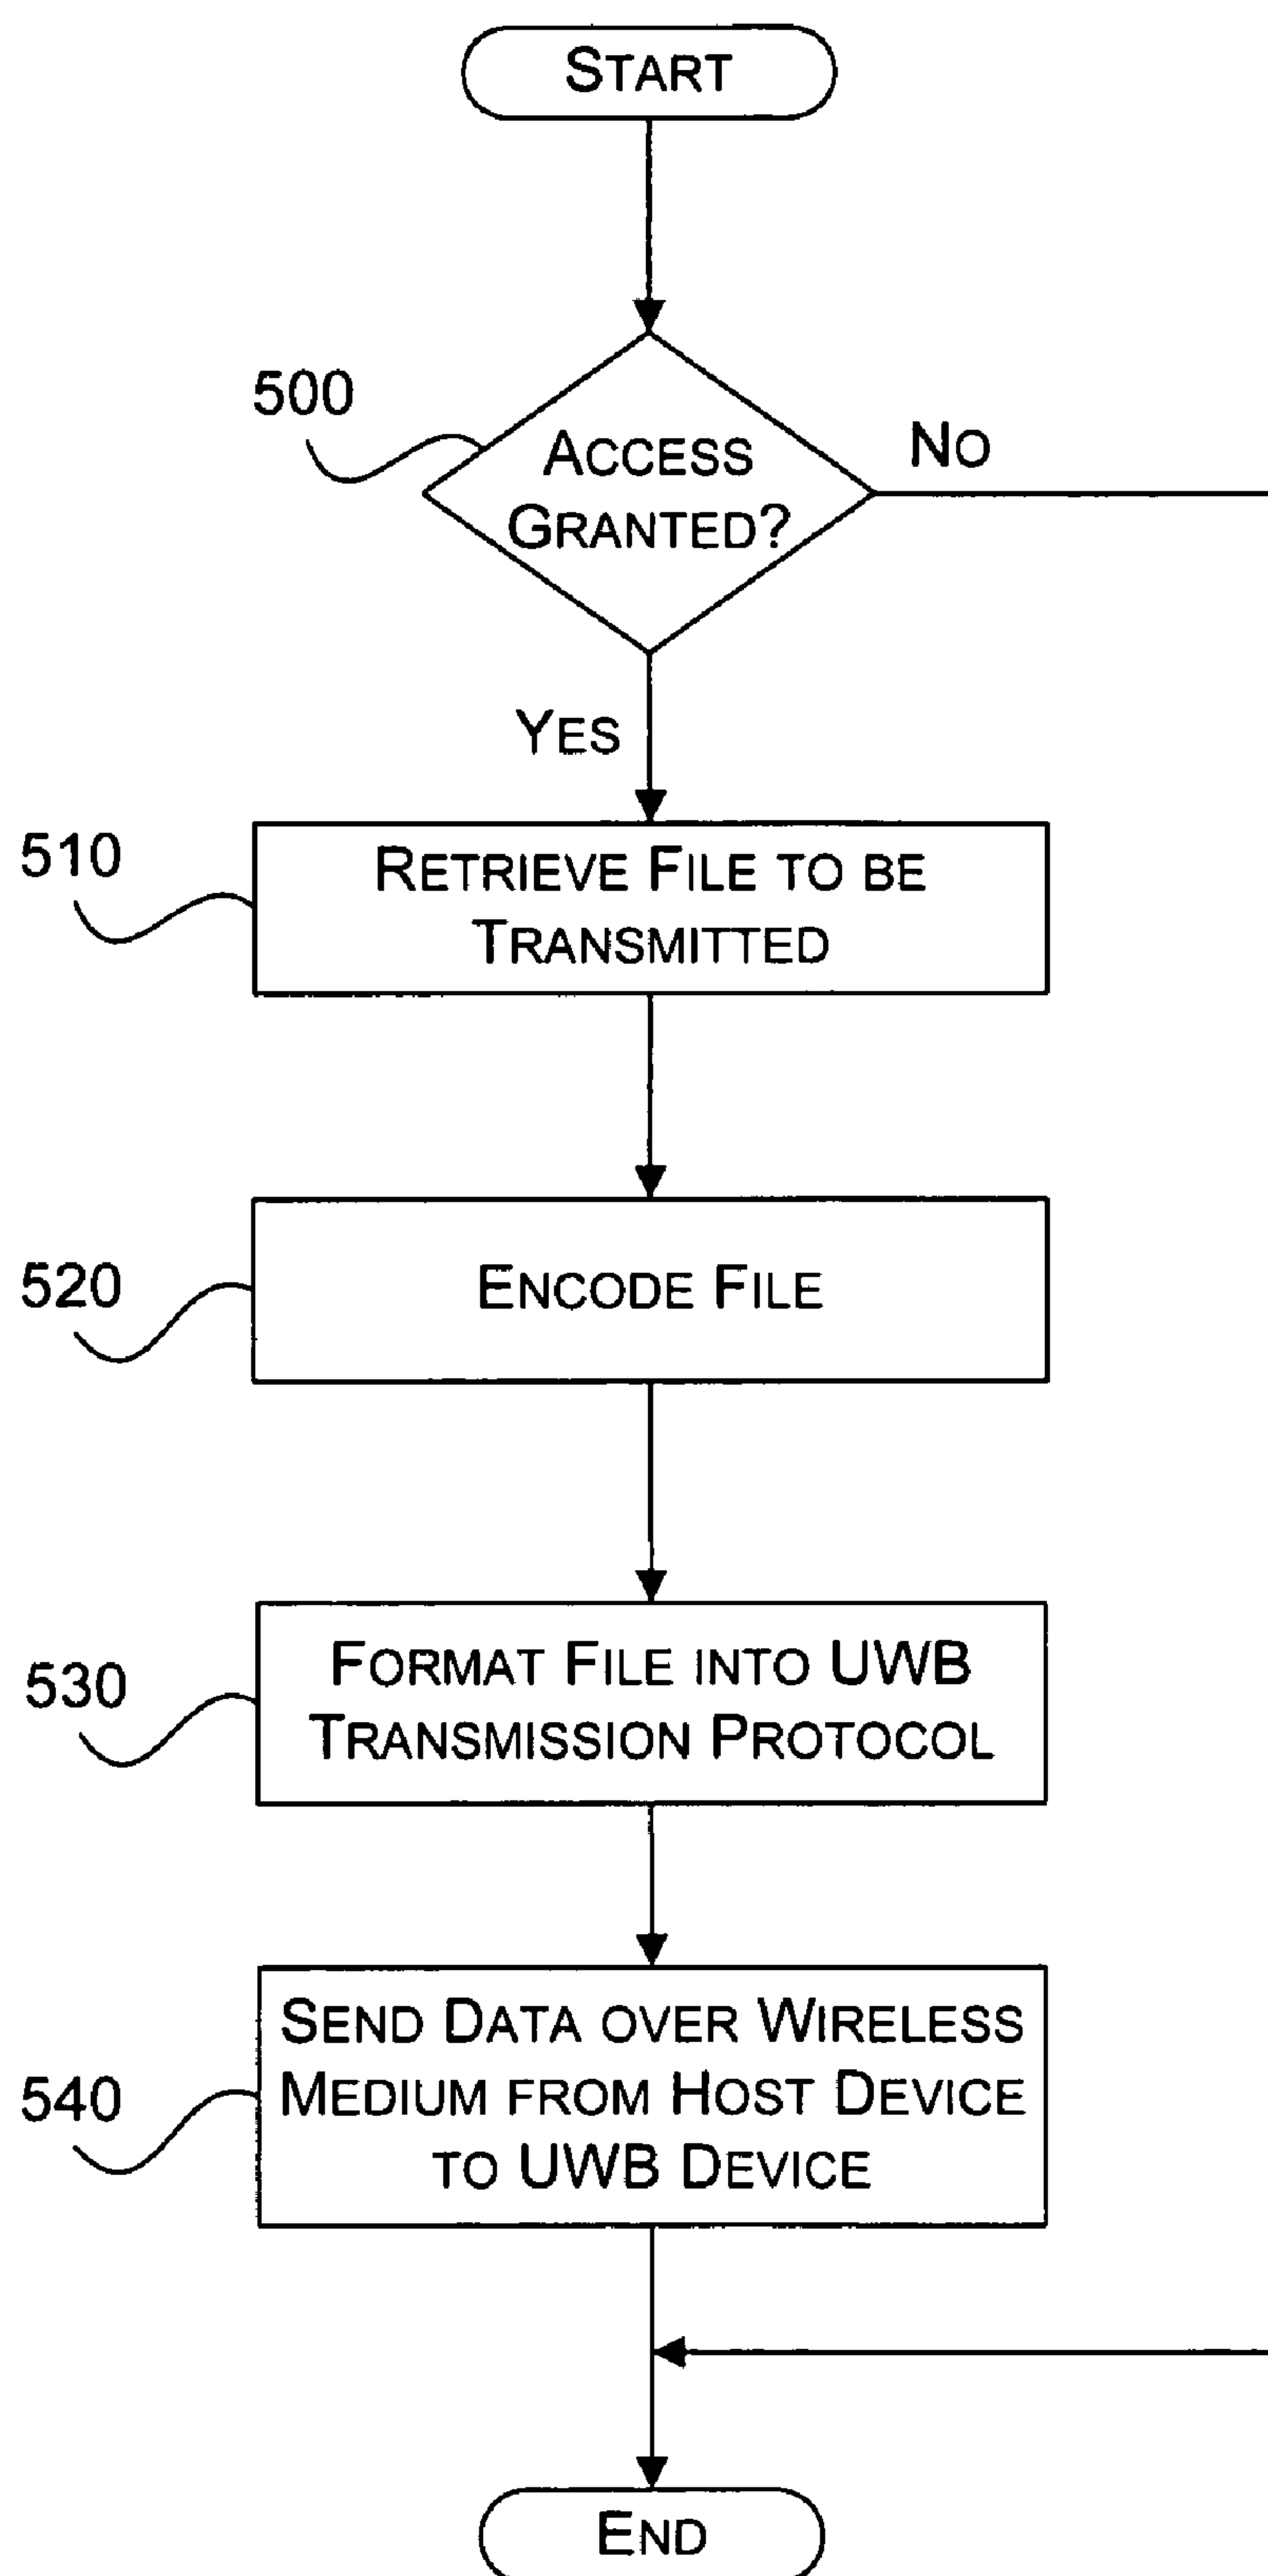 START
500
ACCESS
GRANTED?
NO
YES
510
RETRIEVE FILE TO BE
TRANSMITTED
520
ENCODE FILE
530
FORMAT FILE INTO UWB
TRANSMISSION PROTOCOL
540
SEND DATA OVER WIRELESS
MEDIUM FROM HOST DEVICE
TO UWB DEVICE
END